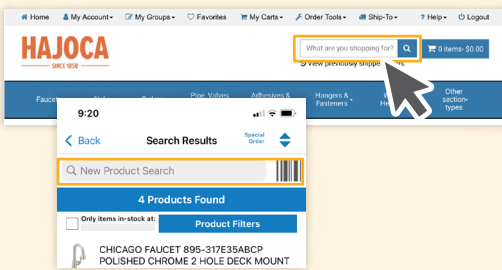 Home My Account My Groups Favorites My Carts Order Tools Ship-To ? Help Logout
HAJOCA
SINCE 1858
What are you shopping for?
0 items- $0.00
View previously shippe
Faucet
Pipe, Valves
Adhesives &
Hangers &
Fasteners
Other
section-
types
9:20
Back
Search Results
Special
Order
New Product Search
4 Products Found
Only items in-stock at:
Product Filters
CHICAGO FAUCET 895-317E35ABCP
POLISHED CHROME 2 HOLE DECK MOUNT